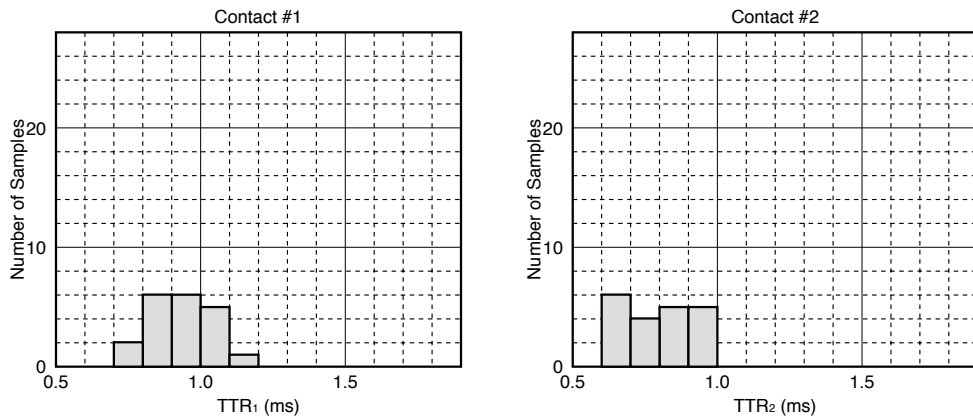 Contact #1
Number of Samples
20
10
0
0.5 1.0 1.5
TTR₁ (ms)
Contact #2
Number of Samples
20
10
0
0.5 1.0 1.5
TTR₂ (ms)